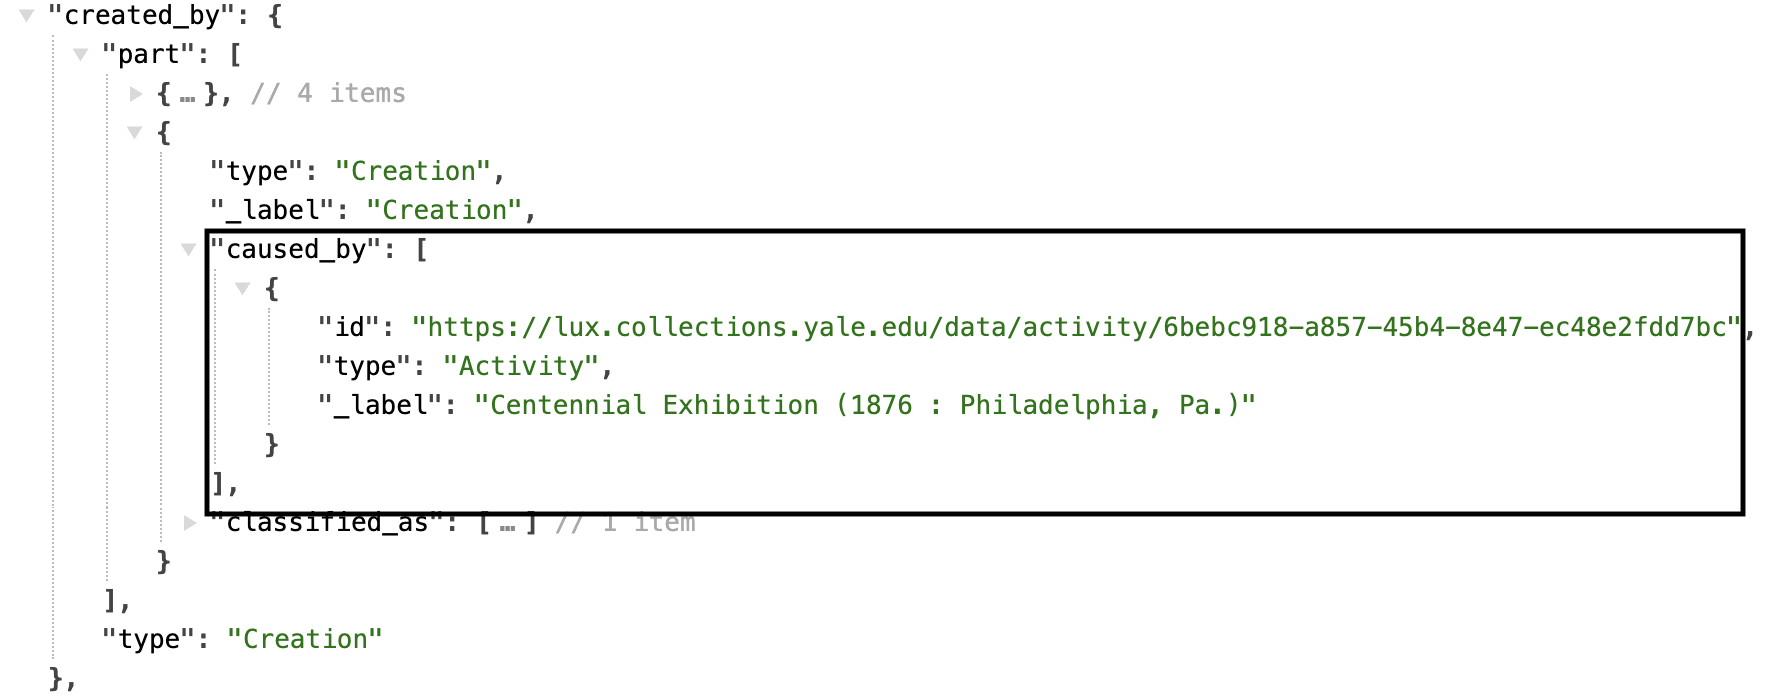 "created_by": {
"part": [
{ … }, // 4 items
{
"type": "Creation",
"_label": "Creation",
"caused_by": [
{
"id": "https://lux.collections.yale.edu/data/activity/6bebc918-a857-45b4-8e47-ec48e2fdd7bc",
"type": "Activity",
"_label": "Centennial Exhibition (1876 : Philadelphia, Pa.)"
}
],
"classified_as": [ … ] // 1 item
}
],
"type": "Creation"
},